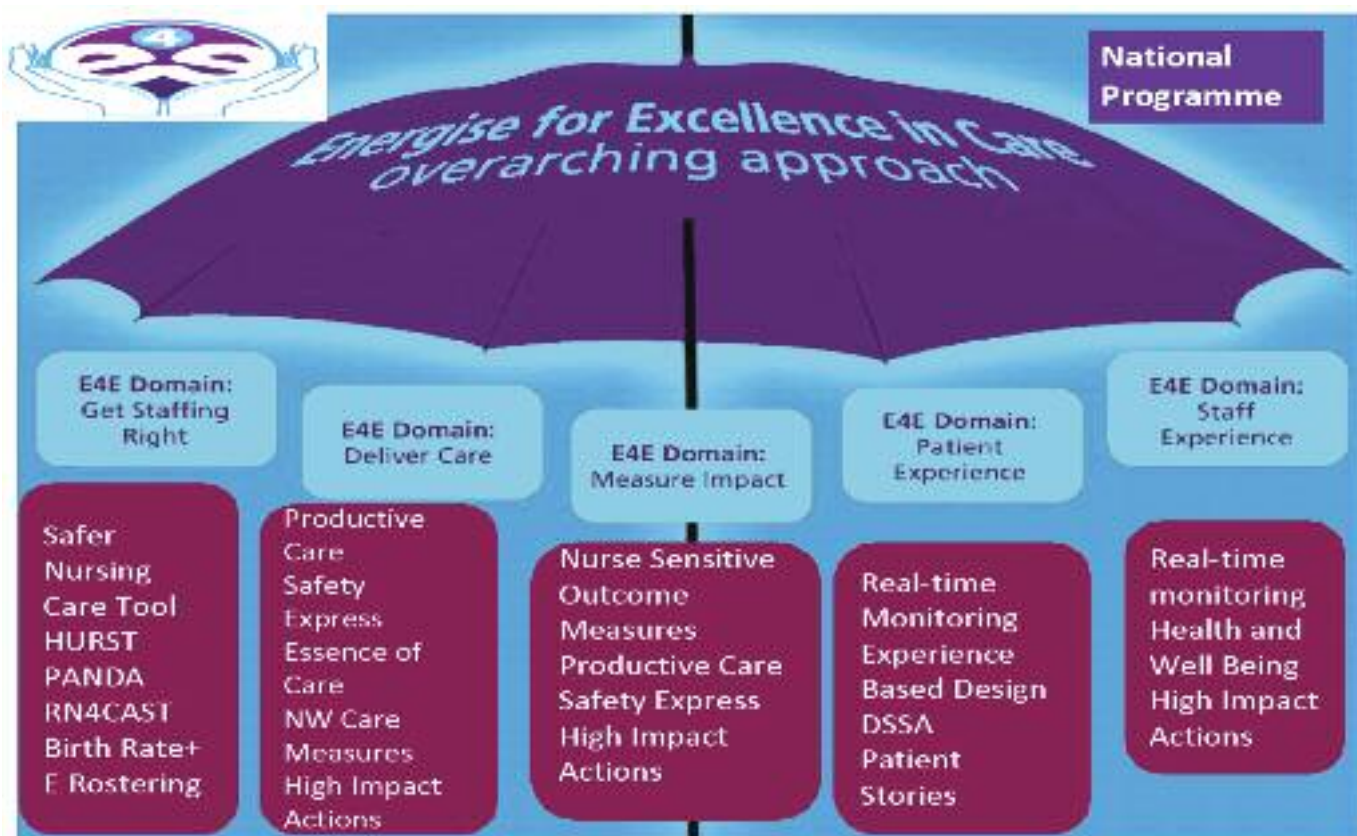 e4e
National
Programme
Energise for Excellence in Care
overarching approach
E4E Domain:
Get Staffing
Right
E4E Domain:
Deliver Care
E4E Domain:
Measure Impact
E4E Domain:
Patient
Experience
E4E Domain:
Staff
Experience
Safer
Nursing
Care Tool
HURST
PANDA
RN4CAST
Birth Rate+
E Rostering
Productive
Care
Safety
Express
Essence of
Care
NW Care
Measures
High Impact
Actions
Nurse Sensitive
Outcome
Measures
Productive Care
Safety Express
High Impact
Actions
Real-time
Monitoring
Experience
Based Design
DSSA
Patient
Stories
Real-time
monitoring
Health and
Well Being
High Impact
Actions